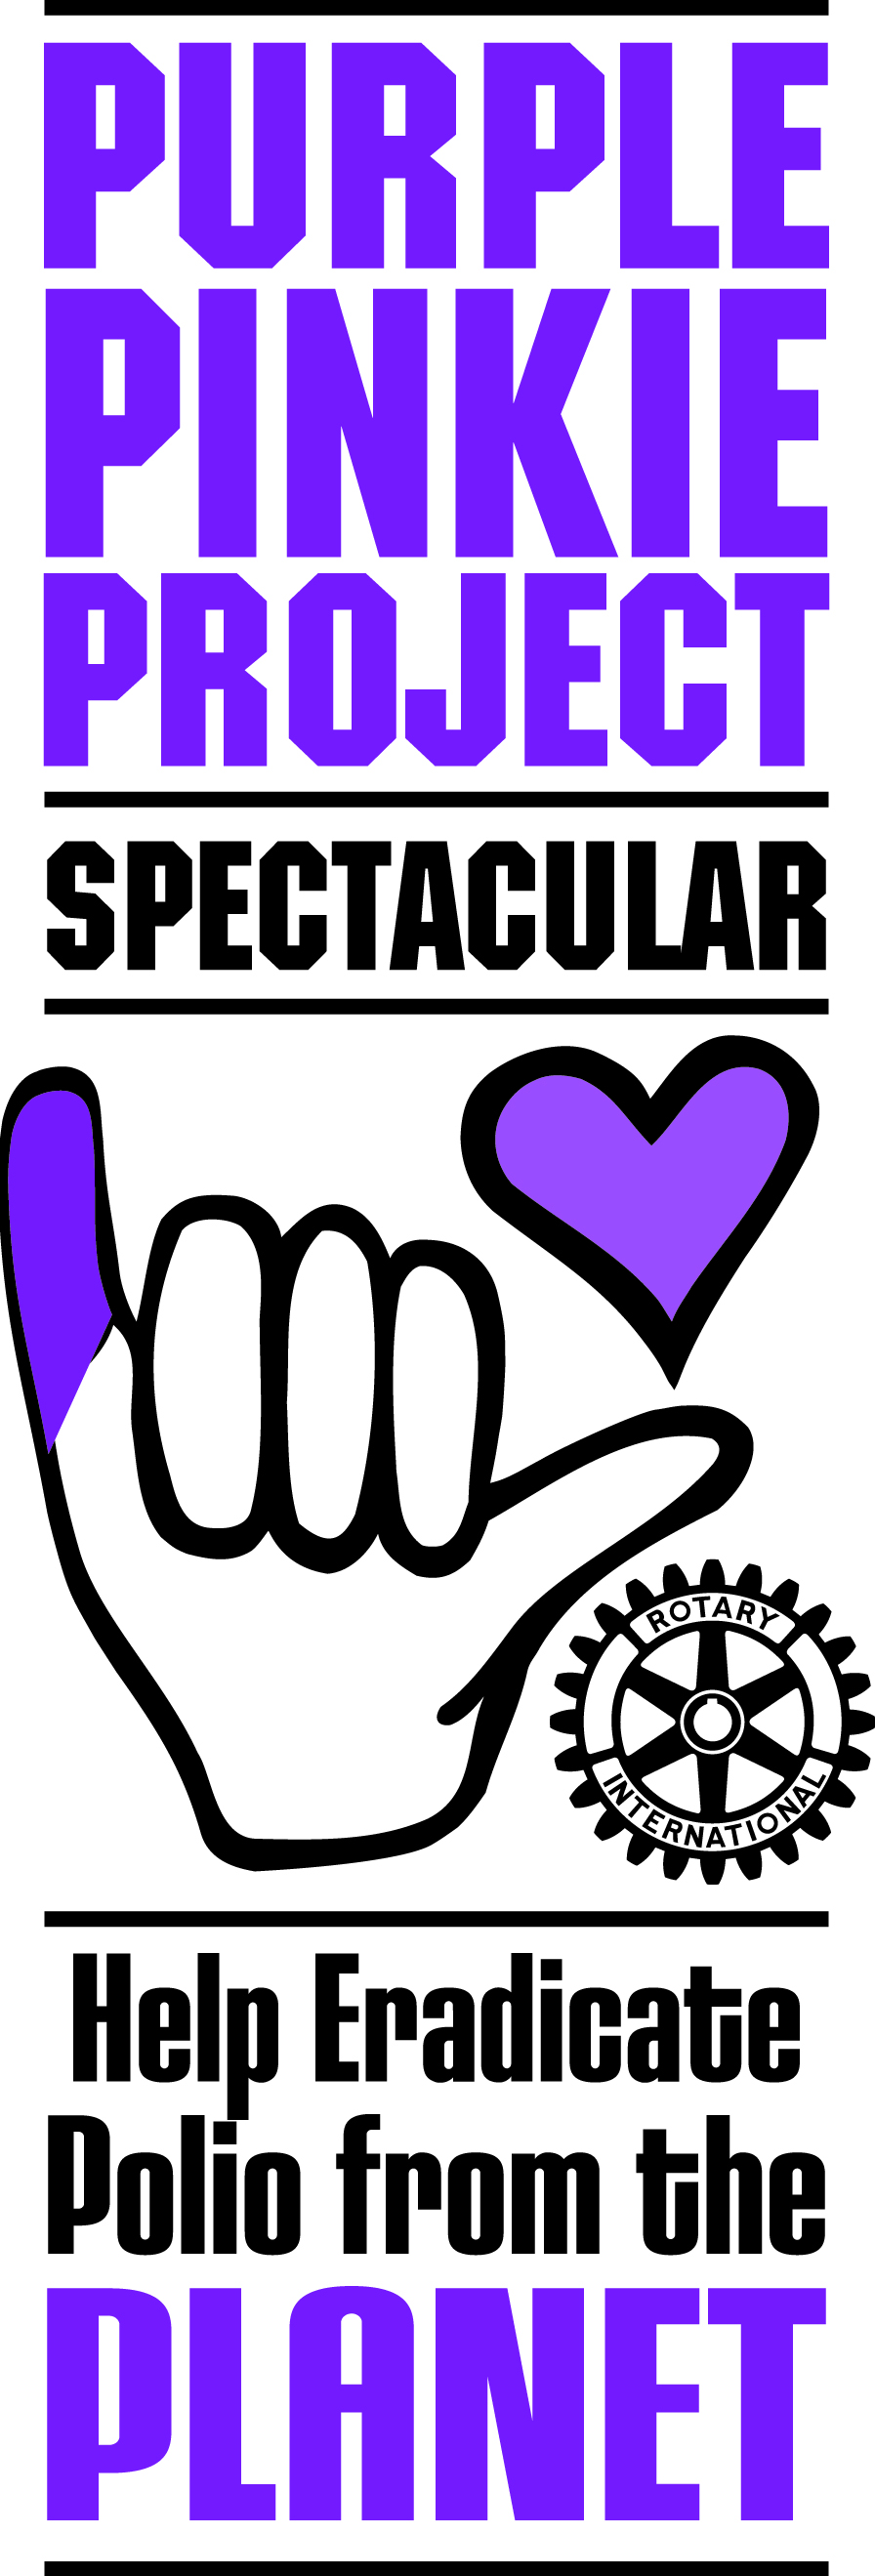 PURPLE
PINKIE
PROJECT
SPECTACULAR
ROTARY
INTERNATIONAL
Help Eradicate
Polio from the
PLANET